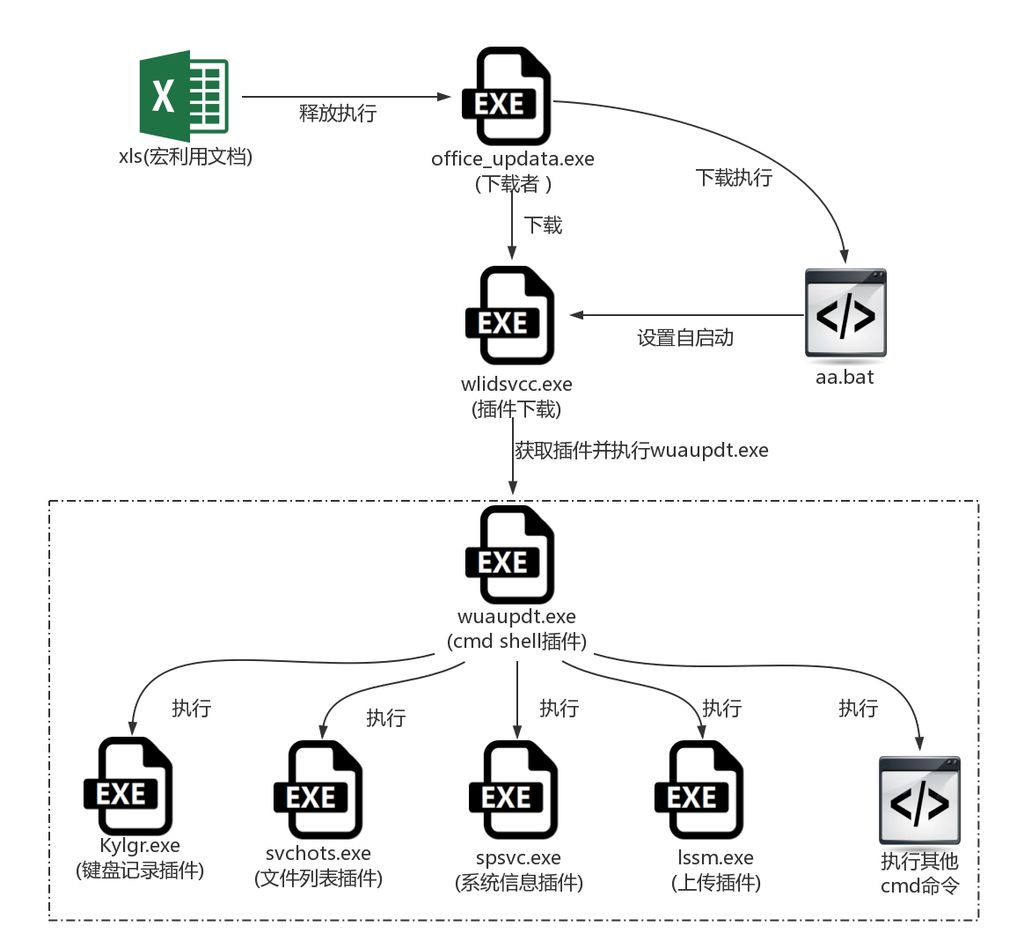 X
释放执行
EXE
xls(宏利用文档)
office_updata.exe
(下载者 )
下载执行
下载
EXE
</>
设置自启动
wlidsvcc.exe
(插件下载)
aa.bat
获取插件并执行wuaupdt.exe
EXE
wuaupdt.exe
(cmd shell插件)
执行
执行
执行
执行
执行
EXE
EXE
EXE
EXE
</>
Kylgr.exe
(键盘记录插件)
svchots.exe
(文件列表插件)
spsvc.exe
(系统信息插件)
lssm.exe
(上传插件)
执行其他
cmd命令